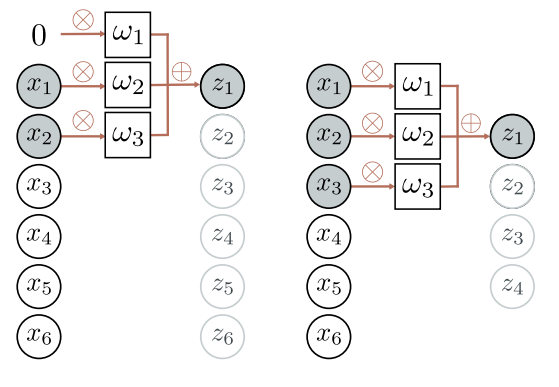 0 ⊗ ω₁
x₁ ⊗ ω₂ ⊕ z₁
x₂ ⊗ ω₃ z₂
x₃ z₃
x₄ z₄
x₅ z₅
x₆ z₆
x₁ ⊗ ω₁
x₂ ⊗ ω₂ ⊕ z₁
x₃ ⊗ ω₃ z₂
x₄ z₃
x₅ z₄
x₆